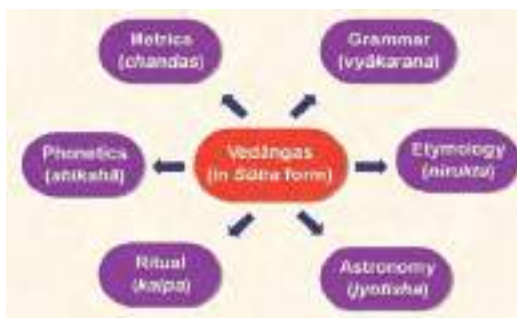 Metrics
(chandas)
Grammar
(vyākarana)
Phonetics
(shikshā)
Vedāngas
(in Sūtra form)
Etymology
(nirukta)
Ritual
(kalpa)
Astronomy
(jyotisha)